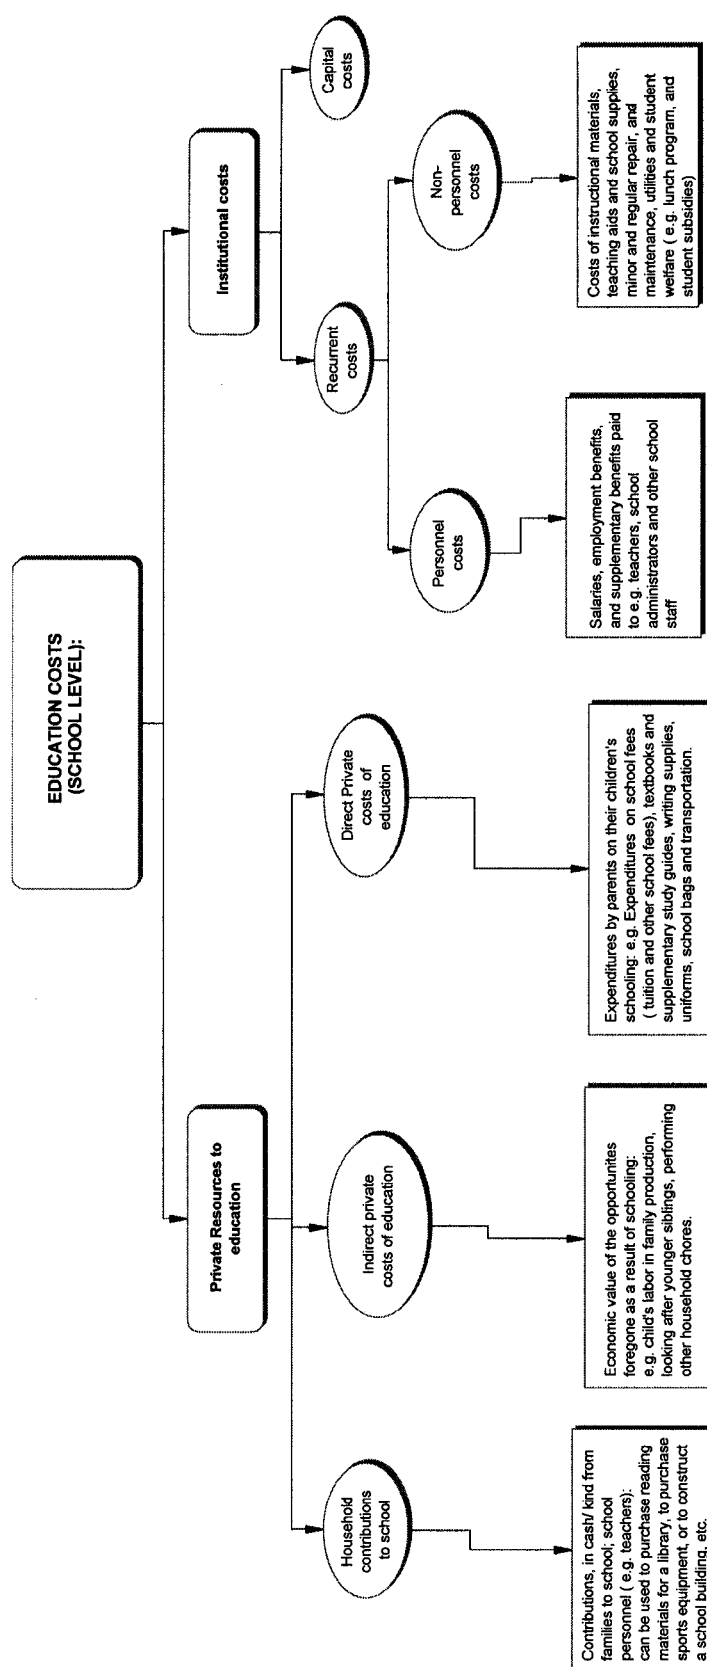 EDUCATION COSTS
(SCHOOL LEVEL):
Private Resources to
education
Institutional costs
Household
contributions
to school
Indirect private
costs of education
Direct Private
costs of
education
Recurrent
costs
Capital
costs
Personnel
costs
Non-
personnel
costs
Contributions, in cash/ kind from
families to school; school
personnel ( e.g. teachers):
can be used to purchase reading
materials for a library, to purchase
sports equipment, or to construct
a school building, etc.
Economic value of the opportunites
foregone as a result of schooling:
e.g. child's labor in family production,
looking after younger siblings, performing
other household chores.
Expenditures by parents on their children's
schooling: e.g. Expenditures on school fees
( tuition and other school fees), textbooks and
supplementary study guides, writing supplies,
uniforms, school bags and transportation.
Salaries, employment benefits,
and supplementary benefits paid
to e.g. teachers, school
administrators and other school
staff
Costs of instructional materials,
teaching aids and school supplies,
minor and regular repair, and
maintenance, utilities and student
welfare ( e.g. lunch program, and
student subsidies)